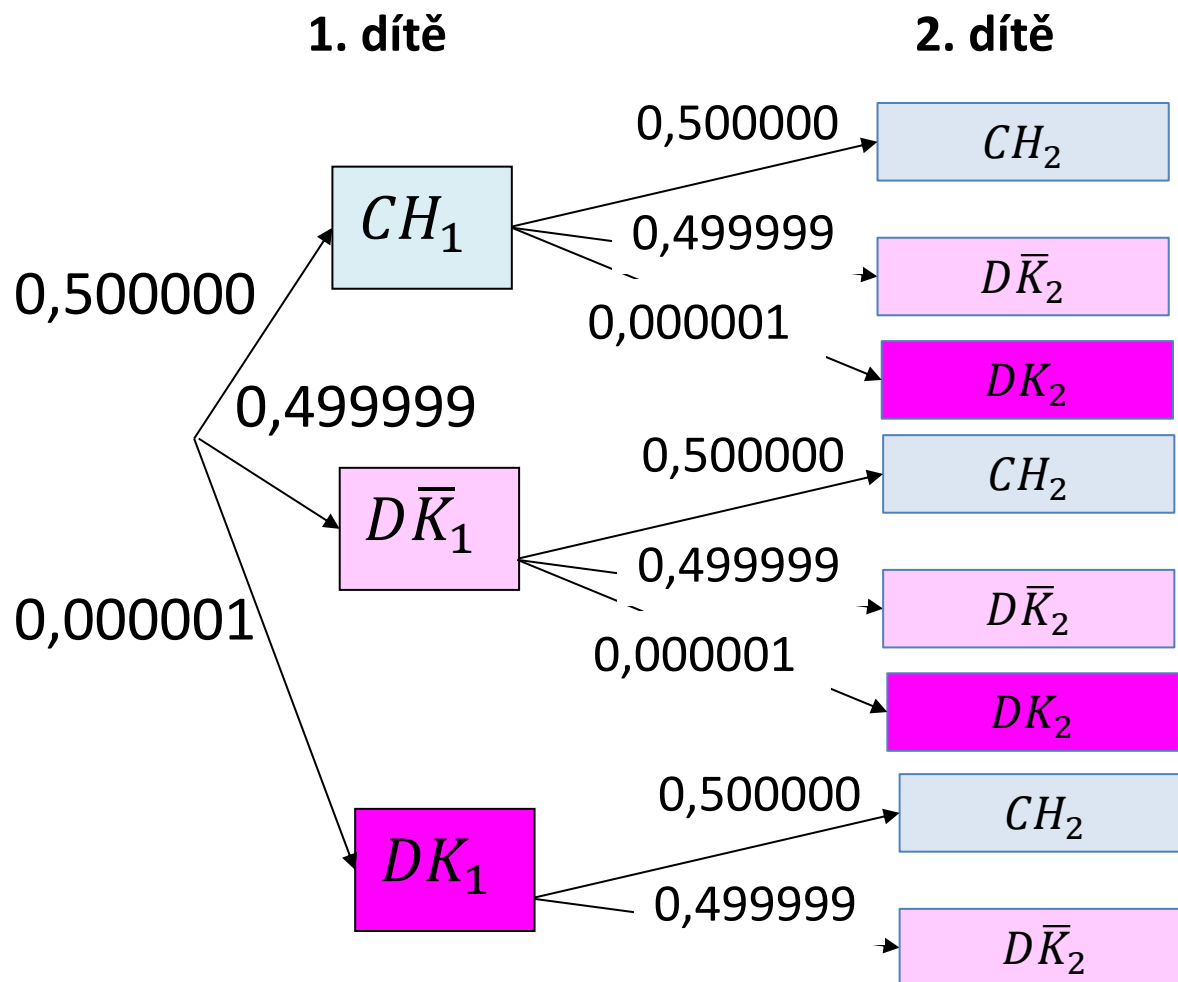 1. dítě 2. dítě
0,500000
CH₂
CH₁
0,499999
DK̅₂
0,500000
0,000001
DK₂
0,499999
0,500000
CH₂
DK̅₁
0,499999
DK̅₂
0,000001
0,000001
DK₂
0,500000
CH₂
DK₁
0,499999
DK̅₂